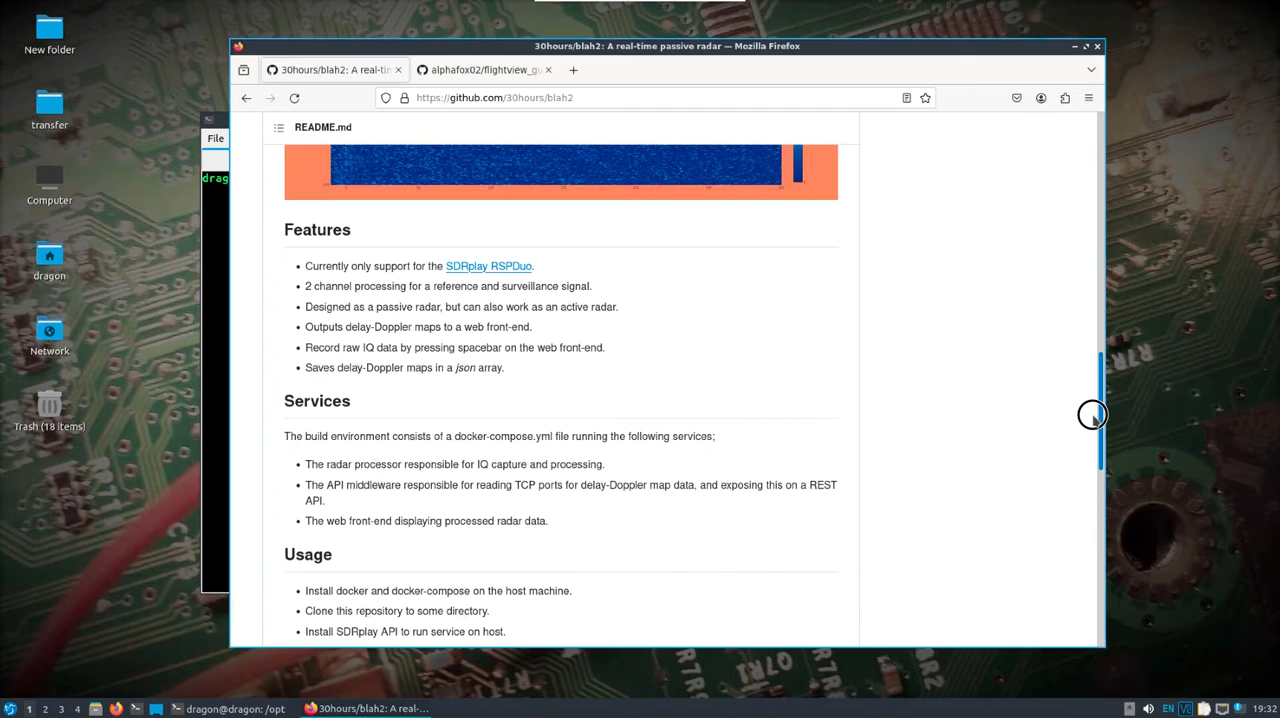 New folder
transfer
Computer
dragon
Network
Trash (18 items)
File
drag
30hours/blah2: A real-time passive radar — Mozilla Firefox
30hours/blah2: A real-tin
alphafox02/flightview_gu
https://github.com/30hours/blah2
README.md
Features
Currently only support for the SDRplay RSPDuo.
2 channel processing for a reference and surveillance signal.
Designed as a passive radar, but can also work as an active radar.
Outputs delay-Doppler maps to a web front-end.
Record raw IQ data by pressing spacebar on the web front-end.
Saves delay-Doppler maps in a json array.
Services
The build environment consists of a docker-compose.yml file running the following services;
The radar processor responsible for IQ capture and processing.
The API middleware responsible for reading TCP ports for delay-Doppler map data, and exposing this on a REST
API.
The web front-end displaying processed radar data.
Usage
Install docker and docker-compose on the host machine.
Clone this repository to some directory.
Install SDRplay API to run service on host.
1 2 3 4 dragon@dragon: /opt 30hours/blah2: A real-... EN 19:32